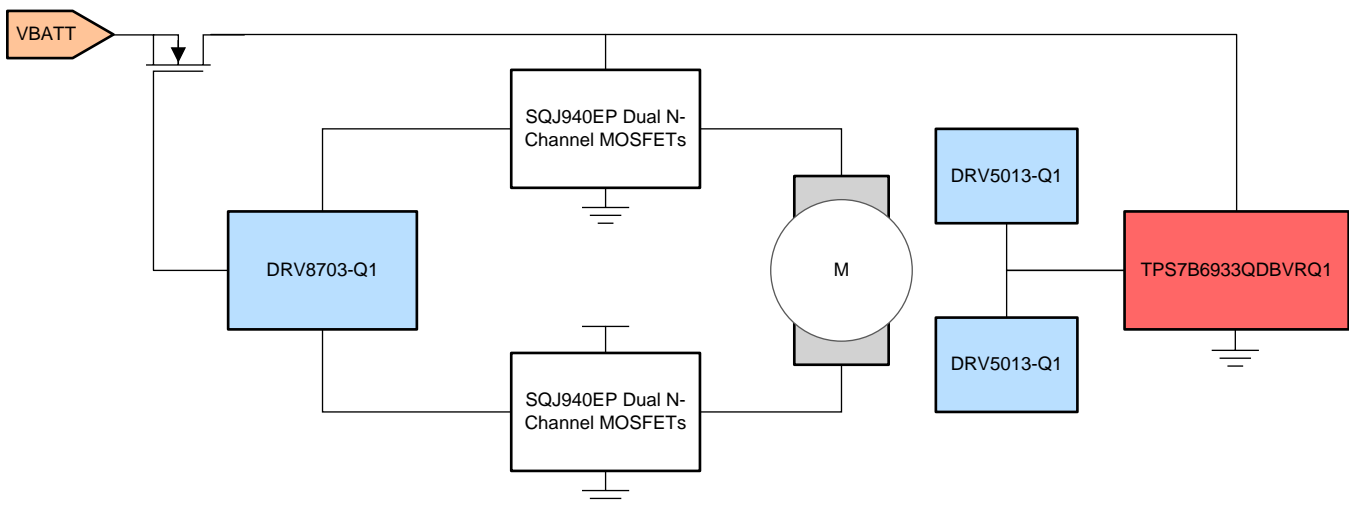 VBATT
SQJ940EP Dual N-
Channel MOSFETs
DRV5013-Q1
DRV8703-Q1
M
TPS7B6933QDBVRQ1
DRV5013-Q1
SQJ940EP Dual N-
Channel MOSFETs